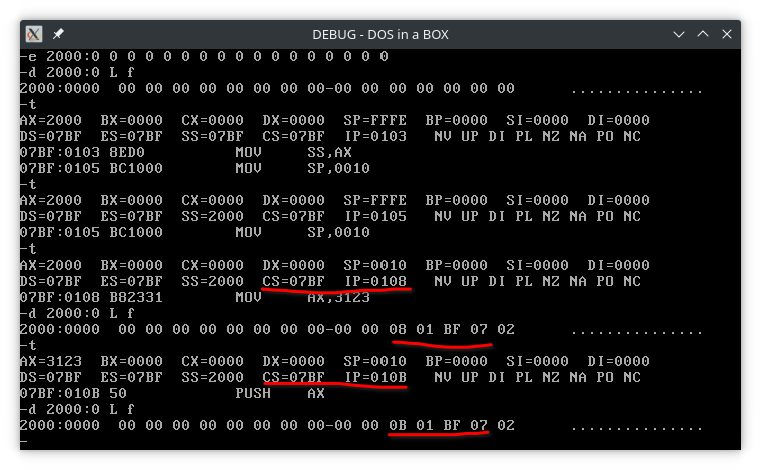 DEBUG - DOS in a BOX
-e 2000:0 0 0 0 0 0 0 0 0 0 0 0 0 0 0 0 0
-d 2000:0 L f
2000:0000  00 00 00 00 00 00 00 00-00 00 00 00 00 00 00      ...............
-t
AX=2000  BX=0000  CX=0000  DX=0000  SP=FFFE  BP=0000  SI=0000  DI=0000
DS=07BF  ES=07BF  SS=07BF  CS=07BF  IP=0103   NV UP DI PL NZ NA PO NC
07BF:0103 8ED0          MOV     SS,AX
07BF:0105 BC1000        MOV     SP,0010
-t
AX=2000  BX=0000  CX=0000  DX=0000  SP=FFFE  BP=0000  SI=0000  DI=0000
DS=07BF  ES=07BF  SS=2000  CS=07BF  IP=0105   NV UP DI PL NZ NA PO NC
07BF:0105 BC1000        MOV     SP,0010
-t
AX=2000  BX=0000  CX=0000  DX=0000  SP=0010  BP=0000  SI=0000  DI=0000
DS=07BF  ES=07BF  SS=2000  CS=07BF  IP=0108   NV UP DI PL NZ NA PO NC
07BF:0108 B82331        MOV     AX,3123
-d 2000:0 L f
2000:0000  00 00 00 00 00 00 00 00-00 00 08 01 BF 07 02      ...............
-t
AX=3123  BX=0000  CX=0000  DX=0000  SP=0010  BP=0000  SI=0000  DI=0000
DS=07BF  ES=07BF  SS=2000  CS=07BF  IP=010B   NV UP DI PL NZ NA PO NC
07BF:010B 50            PUSH    AX
-d 2000:0 L f
2000:0000  00 00 00 00 00 00 00 00-00 00 0B 01 BF 07 02      ...............
-